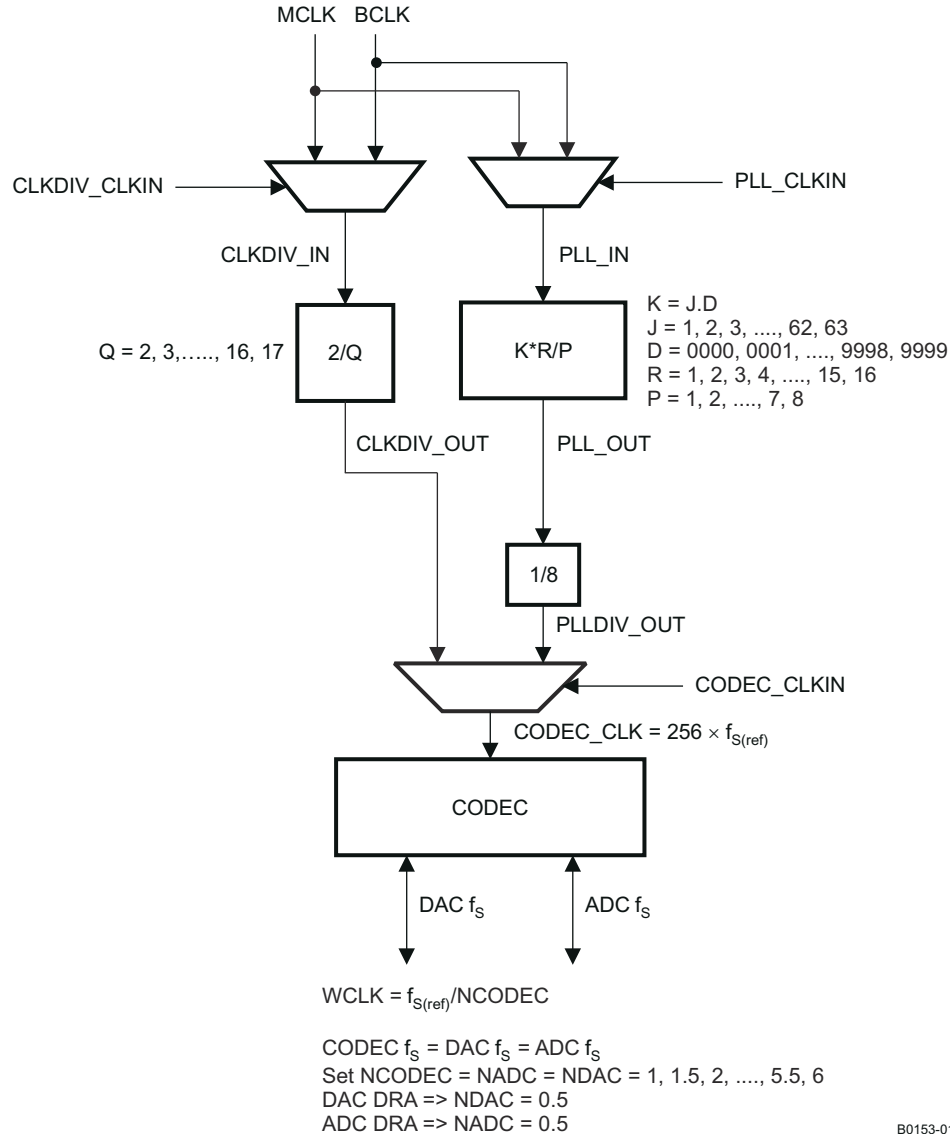 MCLK BCLK
CLKDIV_CLKIN
PLL_CLKIN
CLKDIV_IN
PLL_IN
Q = 2, 3,….., 16, 17
2/Q
K*R/P
K = J.D
J = 1, 2, 3, ...., 62, 63
D = 0000, 0001, ...., 9998, 9999
R = 1, 2, 3, 4, ...., 15, 16
P = 1, 2, ...., 7, 8
CLKDIV_OUT
PLL_OUT
1/8
PLLDIV_OUT
CODEC_CLKIN
CODEC_CLK = 256 × fS(ref)
CODEC
DAC fS
ADC fS
WCLK = fS(ref)/NCODEC
CODEC fS = DAC fS = ADC fS
Set NCODEC = NADC = NDAC = 1, 1.5, 2, ...., 5.5, 6
DAC DRA => NDAC = 0.5
ADC DRA => NADC = 0.5